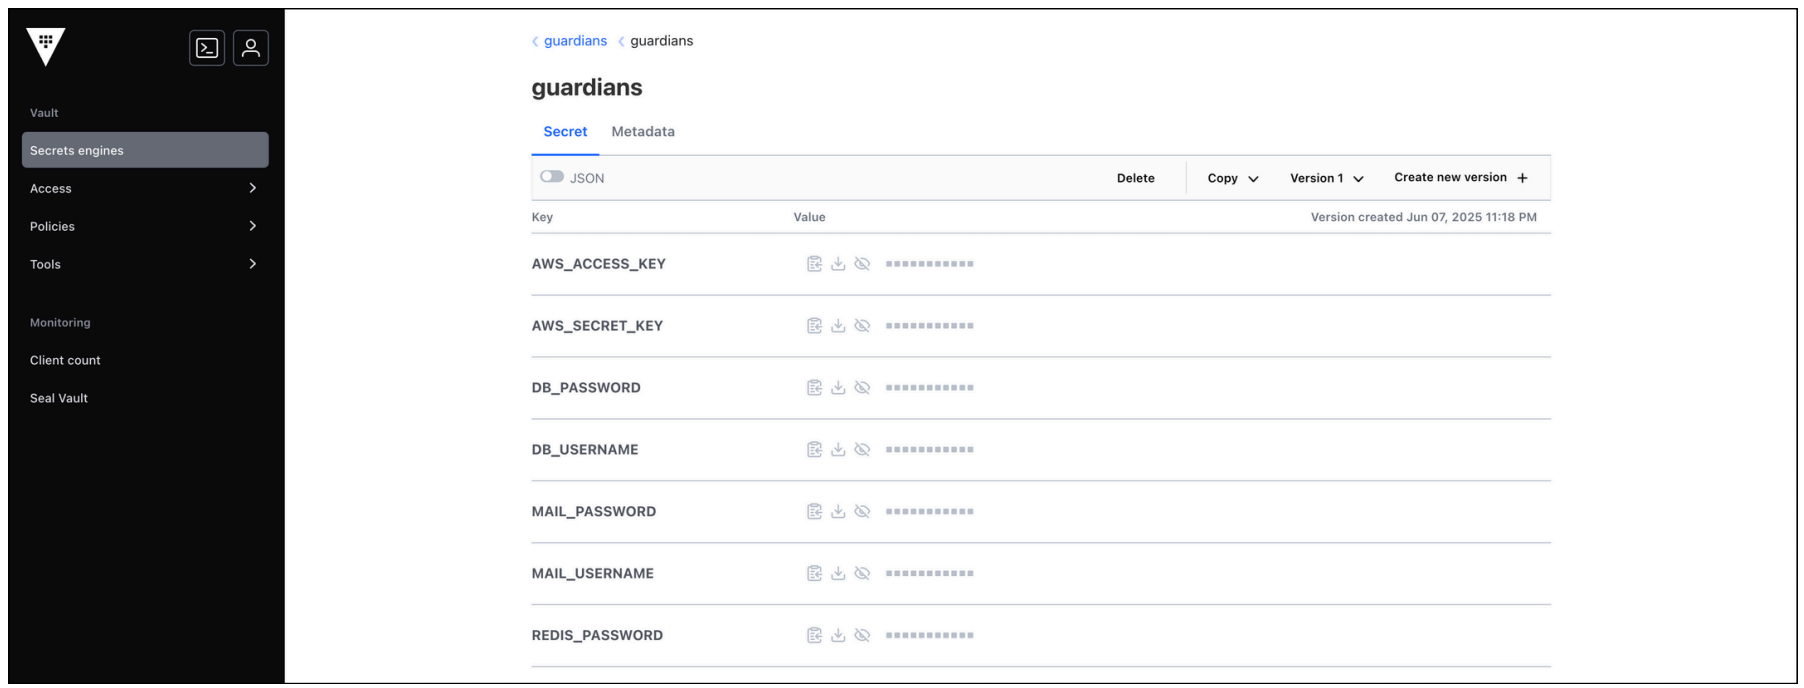 guardians guardians
guardians
Vault
Secrets engines
Access
Policies
Tools
Monitoring
Client count
Seal Vault
Secret Metadata
JSON Delete Copy Version 1 Create new version +
Key Value Version created Jun 07, 2025 11:18 PM
AWS_ACCESS_KEY
AWS_SECRET_KEY
DB_PASSWORD
DB_USERNAME
MAIL_PASSWORD
MAIL_USERNAME
REDIS_PASSWORD